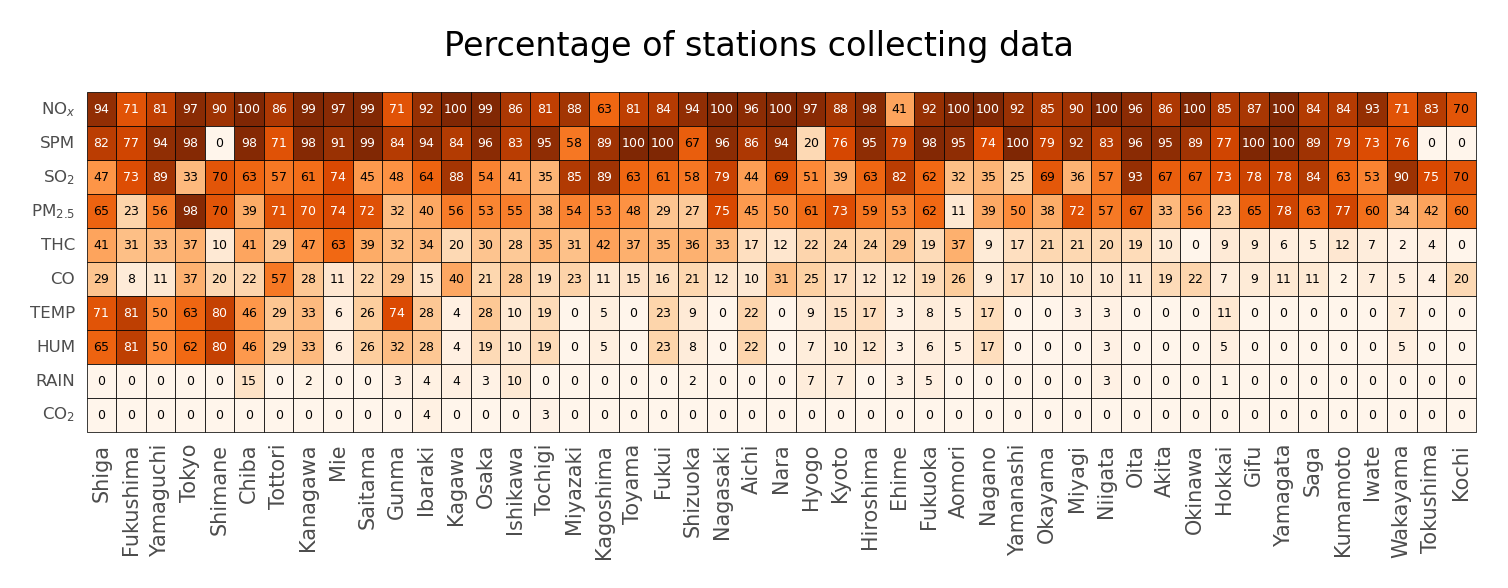 Percentage of stations collecting data
NOx 94 71 81 97 90 100 86 99 97 99 71 92 100 99 86 81 88 63 81 84 94 100 96 100 97 88 98 41 92 100 100 92 85 90 100 96 86 100 85 87 100 84 84 93 71 83 70
SPM 82 77 94 98 0 98 71 98 91 99 84 94 84 96 83 95 58 89 100 100 67 96 86 94 20 76 95 79 98 95 74 100 79 92 83 96 95 89 77 100 100 89 79 73 76 0 0
SO2 47 73 89 33 70 63 57 61 74 45 48 64 88 54 41 35 85 89 63 61 58 79 44 69 51 39 63 82 62 32 35 25 69 36 57 93 67 67 73 78 78 84 63 53 90 75 70
PM2.5 65 23 56 98 70 39 71 70 74 72 32 40 56 53 55 38 54 53 48 29 27 75 45 50 61 73 59 53 62 11 39 50 38 72 57 67 33 56 23 65 78 63 77 60 34 42 60
THC 41 31 33 37 10 41 29 47 63 39 32 34 20 30 28 35 31 42 37 35 36 33 17 12 22 24 24 29 19 37 9 17 21 21 20 19 10 0 9 9 6 5 12 7 2 4 0
CO 29 8 11 37 20 22 57 28 11 22 29 15 40 21 28 19 23 11 15 16 21 12 10 31 25 17 12 12 19 26 9 17 10 10 10 11 19 22 7 9 11 11 2 7 5 4 20
TEMP 71 81 50 63 80 46 29 33 6 26 74 28 4 28 10 19 0 5 0 23 9 0 22 0 9 15 17 3 8 5 17 0 0 3 3 0 0 0 11 0 0 0 0 0 7 0 0
HUM 65 81 50 62 80 46 29 33 6 26 32 28 4 19 10 19 0 5 0 23 8 0 22 0 7 10 12 3 6 5 17 0 0 0 3 0 0 0 5 0 0 0 0 0 5 0 0
RAIN 0 0 0 0 0 15 0 2 0 0 3 4 4 3 10 0 0 0 0 0 2 0 0 0 7 7 0 3 5 0 0 0 0 0 3 0 0 0 1 0 0 0 0 0 0 0 0
CO2 0 0 0 0 0 0 0 0 0 0 0 4 0 0 0 3 0 0 0 0 0 0 0 0 0 0 0 0 0 0 0 0 0 0 0 0 0 0 0 0 0 0 0 0 0 0 0
Shiga Fukushima Yamaguchi Tokyo Shimane Chiba Tottori Kanagawa Mie Saitama Gunma Ibaraki Kagawa Osaka Ishikawa Tochigi Miyazaki Kagoshima Toyama Fukui Shizuoka Nagasaki Aichi Nara Hyogo Kyoto Hiroshima Ehime Fukuoka Aomori Nagano Yamanashi Okayama Miyagi Niigata Oita Akita Okinawa Hokkai Gifu Yamagata Saga Kumamoto Iwate Wakayama Tokushima Kochi